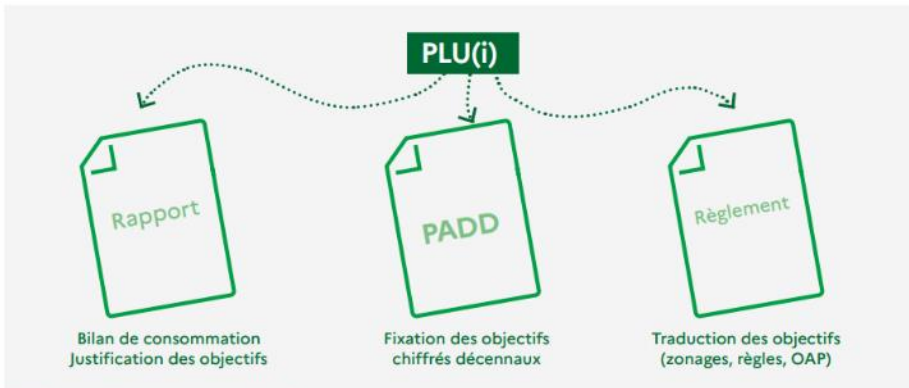 PLU(i)
Rapport
PADD
Règlement
Bilan de consommation
Justification des objectifs
Fixation des objectifs
chiffrés décennaux
Traduction des objectifs
(zonages, règles, OAP)